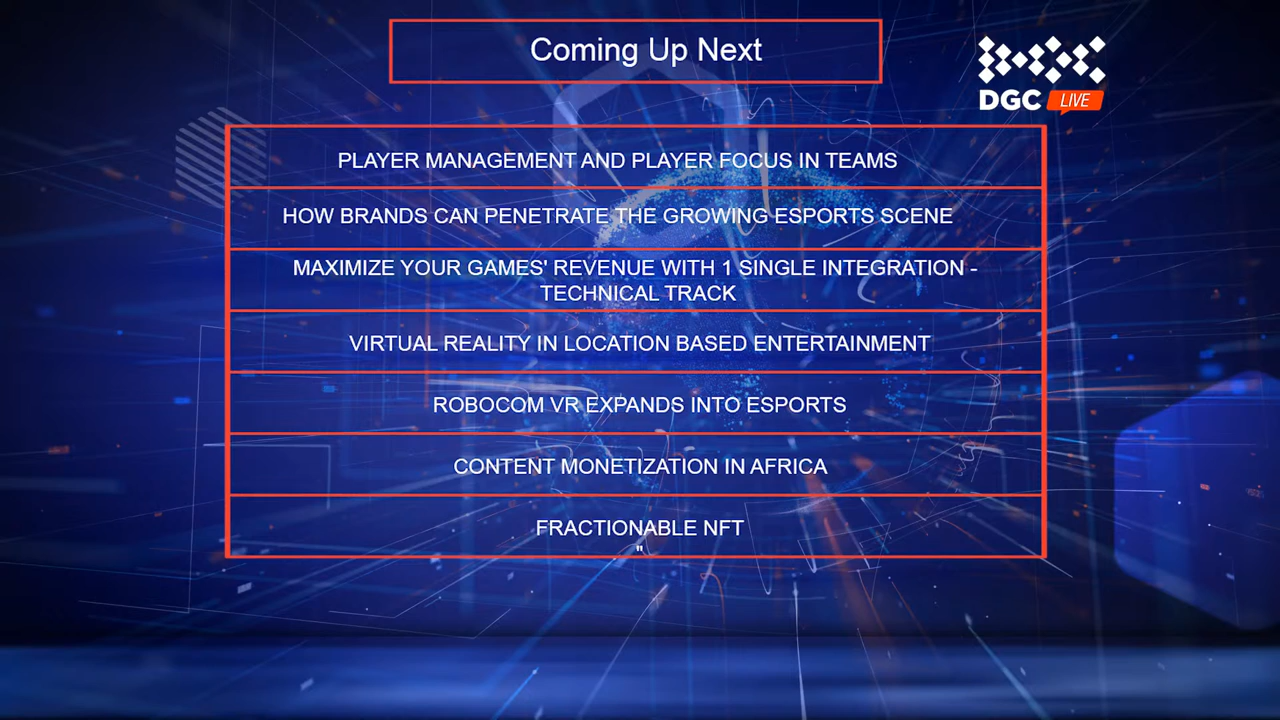 Coming Up Next
DGC LIVE
PLAYER MANAGEMENT AND PLAYER FOCUS IN TEAMS
HOW BRANDS CAN PENETRATE THE GROWING ESPORTS SCENE
MAXIMIZE YOUR GAMES' REVENUE WITH 1 SINGLE INTEGRATION -
TECHNICAL TRACK
VIRTUAL REALITY IN LOCATION BASED ENTERTAINMENT
ROBOCOM VR EXPANDS INTO ESPORTS
CONTENT MONETIZATION IN AFRICA
FRACTIONABLE NFT
"